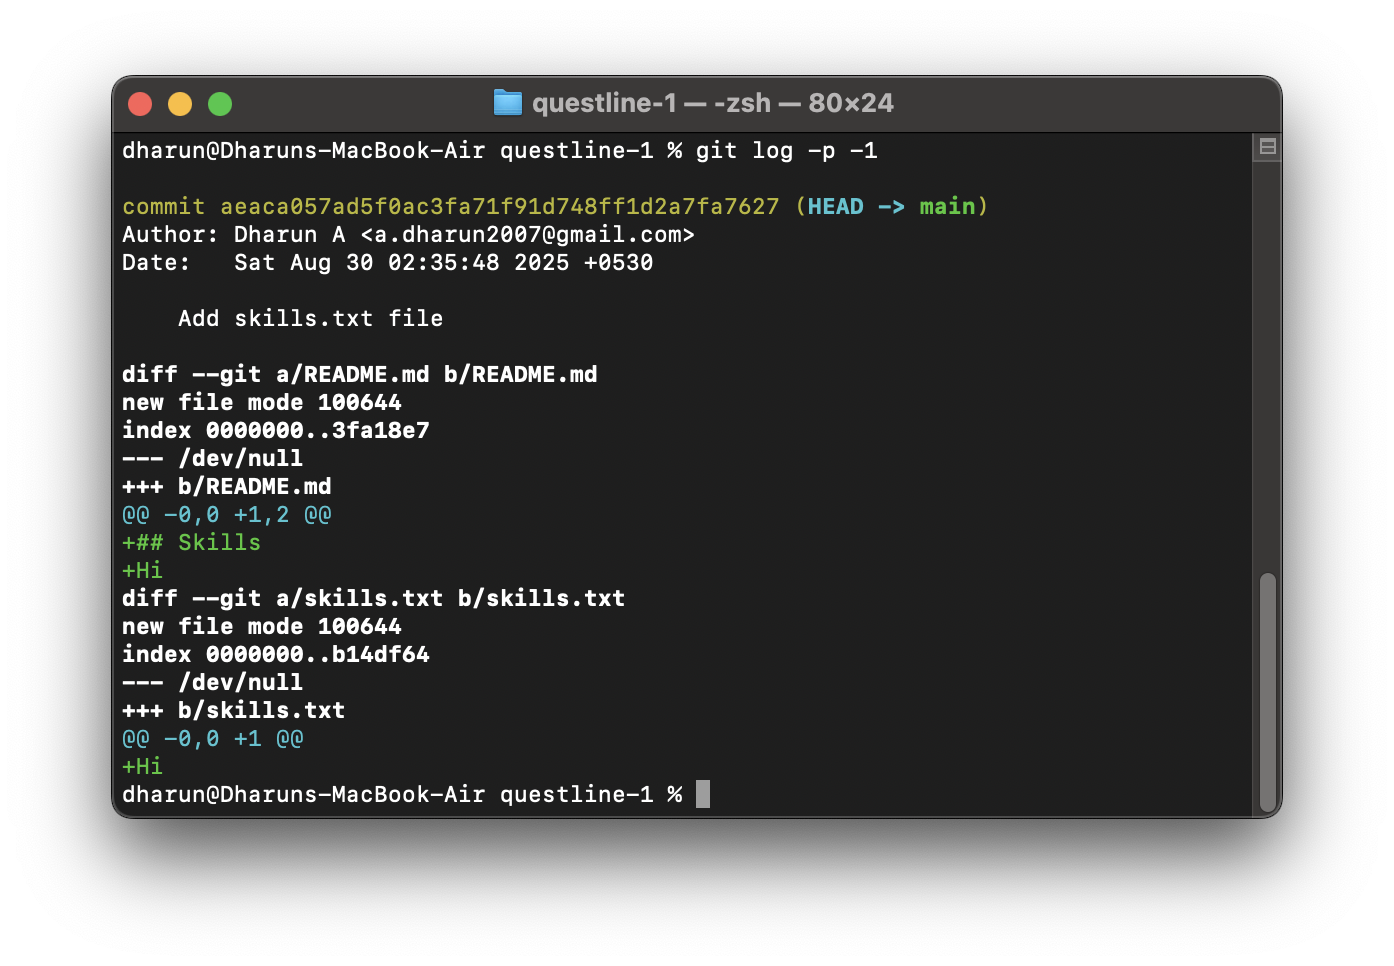 questline-1 — -zsh — 80×24
dharun@Dharuns-MacBook-Air questline-1 % git log -p -1
commit aeaca057ad5f0ac3fa71f91d748ff1d2a7fa7627 (HEAD -> main)
Author: Dharun A <a.dharun2007@gmail.com>
Date:   Sat Aug 30 02:35:48 2025 +0530
    Add skills.txt file
diff --git a/README.md b/README.md
new file mode 100644
index 0000000..3fa18e7
--- /dev/null
+++ b/README.md
@@ -0,0 +1,2 @@
+## Skills
+Hi
diff --git a/skills.txt b/skills.txt
new file mode 100644
index 0000000..b14df64
--- /dev/null
+++ b/skills.txt
@@ -0,0 +1 @@
+Hi
dharun@Dharuns-MacBook-Air questline-1 %